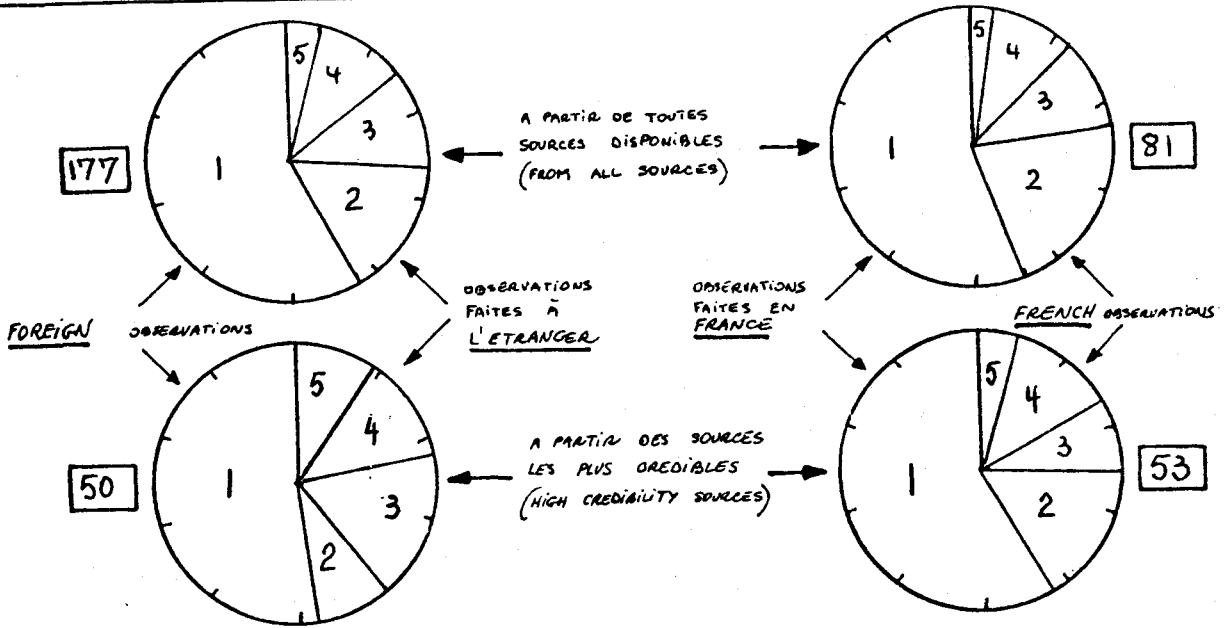 5
4
3
2
1
177
A PARTIR DE TOUTES
SOURCES DISPONIBLES
(FROM ALL SOURCES)
5
4
3
2
1
81
FOREIGN OBSERVATIONS
OBSERVATIONS
FAITES À
L'ETRANGER
OBSERVATIONS
FAITES EN
FRANCE
FRENCH OBSERVATIONS
5
4
3
2
1
50
A PARTIR DES SOURCES
LES PLUS CREDIBLES
(HIGH CREDIBILITY SOURCES)
5
4
3
2
1
53